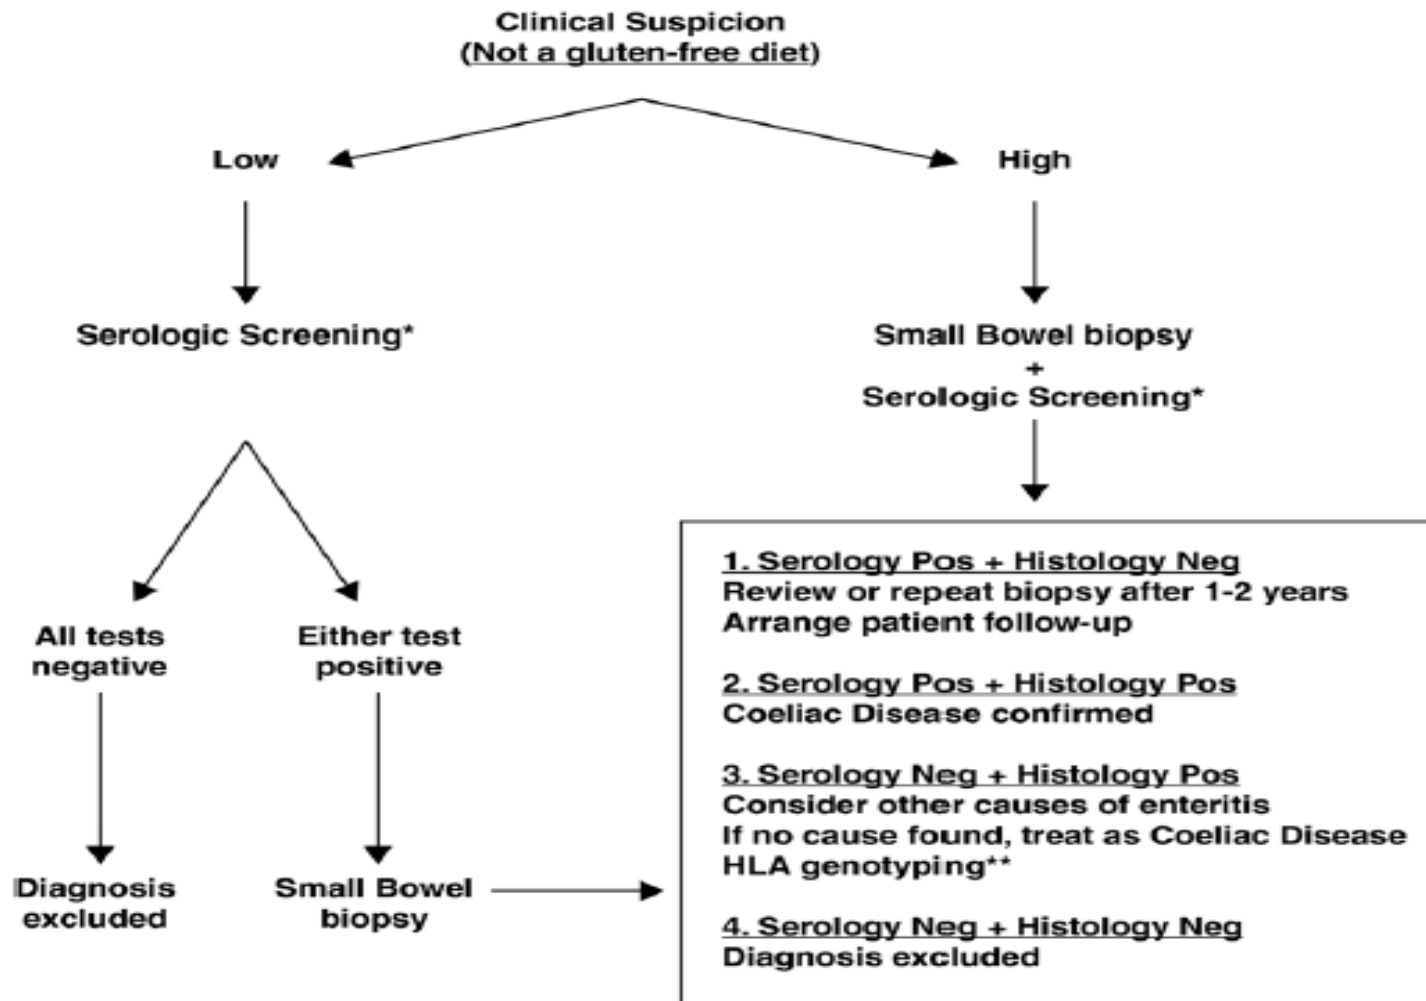 Clinical Suspicion
(Not a gluten-free diet)
Low
High
Serologic Screening*
Small Bowel biopsy
+
Serologic Screening*
All tests
negative
Either test
positive
Diagnosis
excluded
Small Bowel
biopsy
1. Serology Pos + Histology Neg
Review or repeat biopsy after 1-2 years
Arrange patient follow-up
2. Serology Pos + Histology Pos
Coeliac Disease confirmed
3. Serology Neg + Histology Pos
Consider other causes of enteritis
If no cause found, treat as Coeliac Disease
HLA genotyping**
4. Serology Neg + Histology Neg
Diagnosis excluded